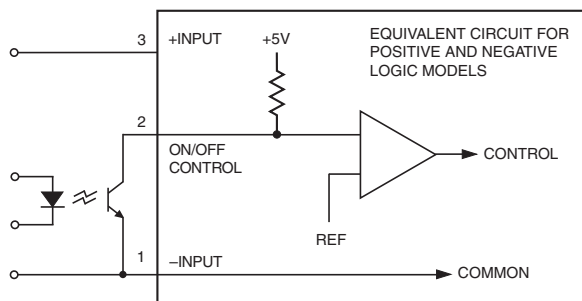 EQUIVALENT CIRCUIT FOR
POSITIVE AND NEGATIVE
LOGIC MODELS
3
+INPUT
+5V
2
ON/OFF
CONTROL
CONTROL
REF
1
–INPUT
COMMON